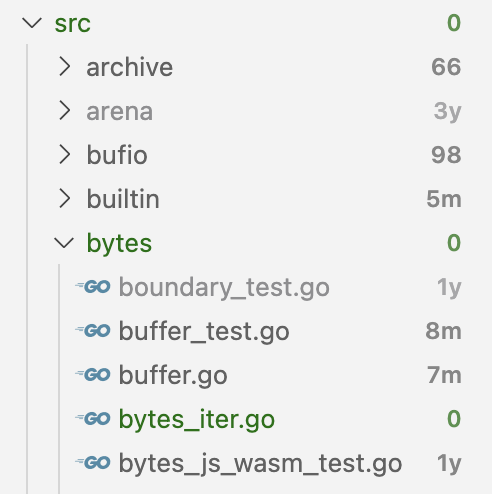 src 0
archive 66
arena 3y
bufio 98
builtin 5m
bytes 0
GO boundary_test.go 1y
GO buffer_test.go 8m
GO buffer.go 7m
GO bytes_iter.go 0
GO bytes_js_wasm_test.go 1y